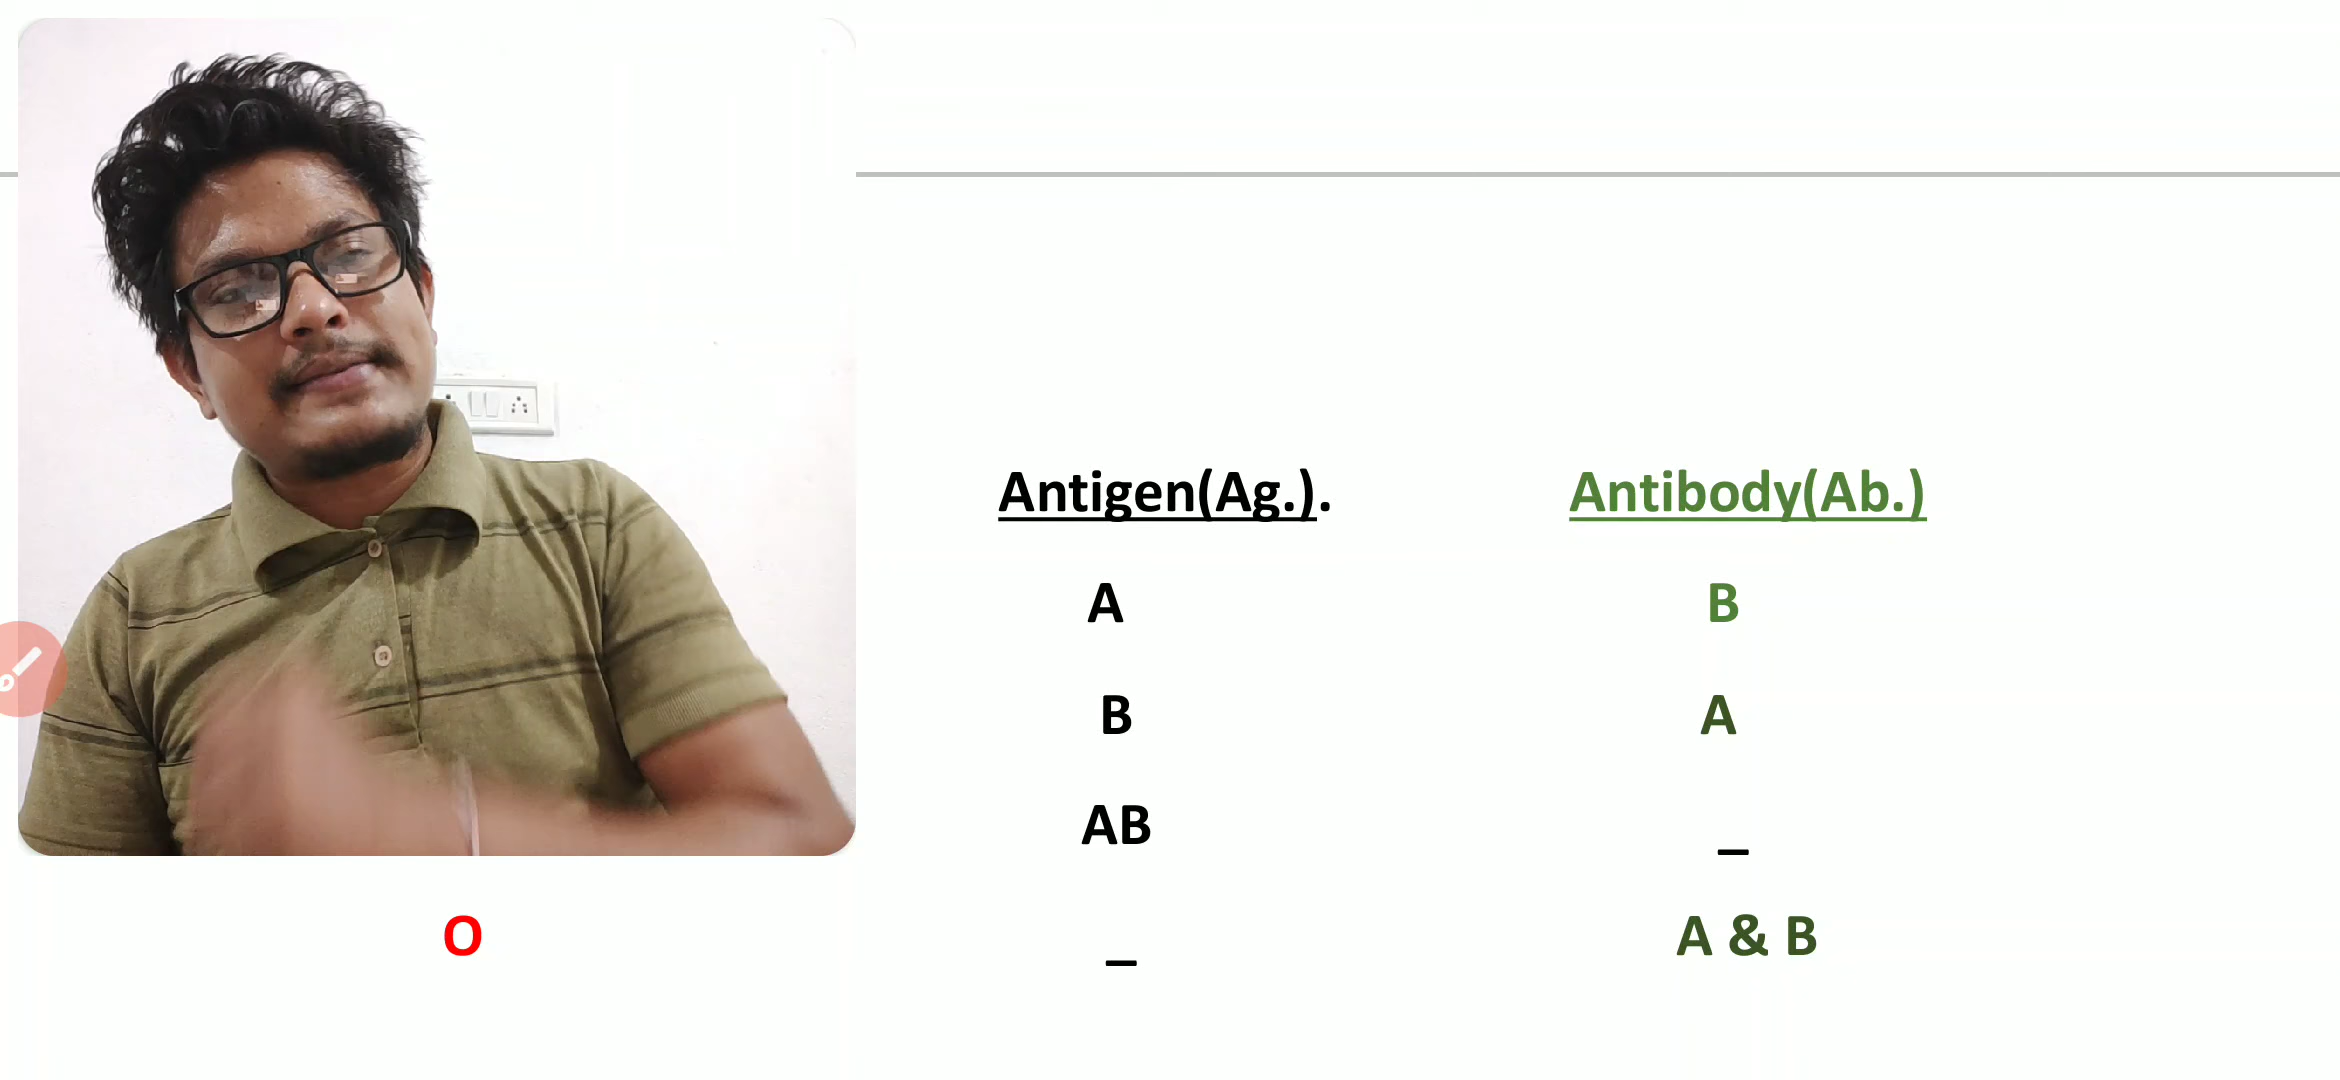 Antigen(Ag.). Antibody(Ab.)
A B
B A
AB _
O _ A & B